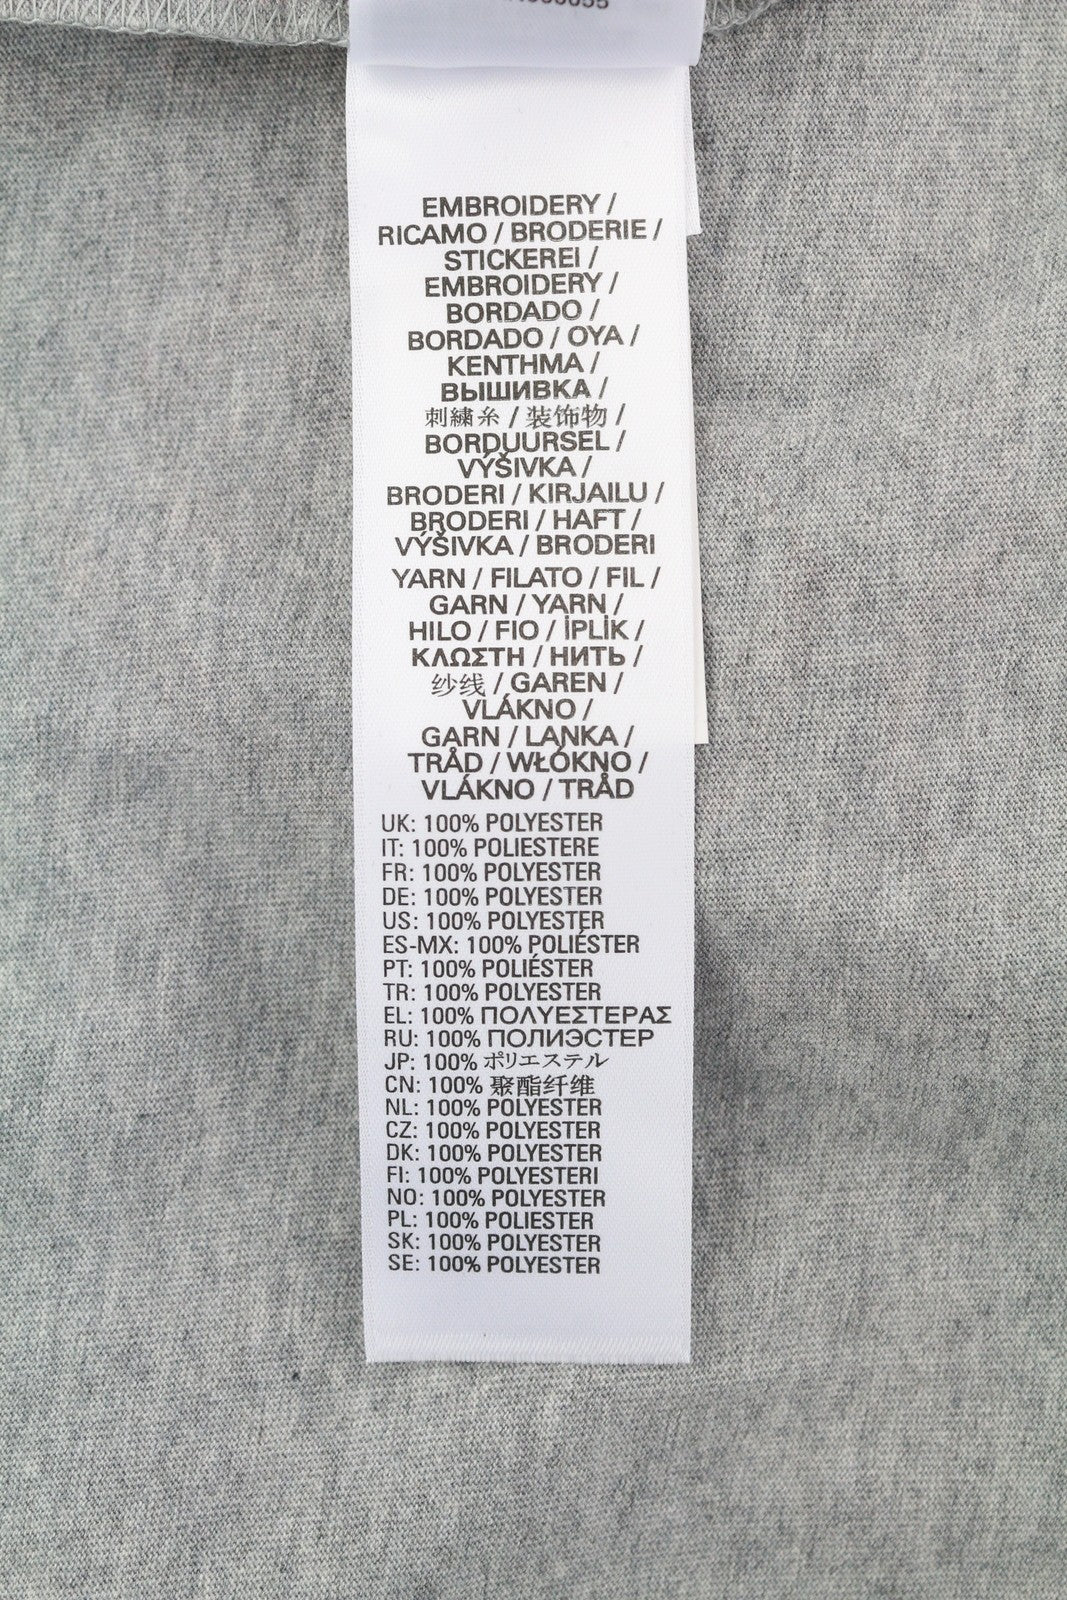 EMBROIDERY /
RICAMO / BRODERIE /
STICKEREI /
EMBROIDERY /
BORDADO /
BORDADO / OYA /
ΚΕΝΤΗΜΑ /
ВЫШИВКА /
刺繍糸 / 装饰物 /
BORDUURSEL /
VÝŠIVKA /
BRODERI / KIRJAILU /
BRODERI / HAFT /
VÝŠIVKA / BRODERI
YARN / FILATO / FIL /
GARN / YARN /
HILO / FIO / İPLİK /
ΚΛΩΣΤΗ / НИТЬ /
纱线 / GAREN /
VLÁKNO /
GARN / LANKA /
TRÅD / WŁÓKNO /
VLÁKNO / TRÅD
UK: 100% POLYESTER
IT: 100% POLIESTERE
FR: 100% POLYESTER
DE: 100% POLYESTER
US: 100% POLYESTER
ES-MX: 100% POLIÉSTER
PT: 100% POLIÉSTER
TR: 100% POLYESTER
EL: 100% ΠΟΛΥΕΣΤΕΡΑΣ
RU: 100% ПОЛИЭСТЕР
JP: 100% ポリエステル
CN: 100% 聚酯纤维
NL: 100% POLYESTER
CZ: 100% POLYESTER
DK: 100% POLYESTER
FI: 100% POLYESTERI
NO: 100% POLYESTER
PL: 100% POLIESTER
SK: 100% POLYESTER
SE: 100% POLYESTER